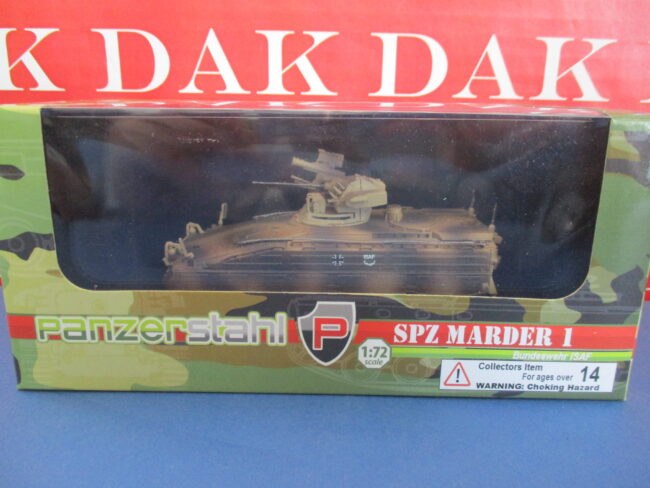 K DAK DAK DAK
ISAF
panzerstahl P
1:72
scale
SPZ MARDER 1
Bundeswehr ISAF
Collectors Item
For ages over 14
WARNING: Choking Hazard